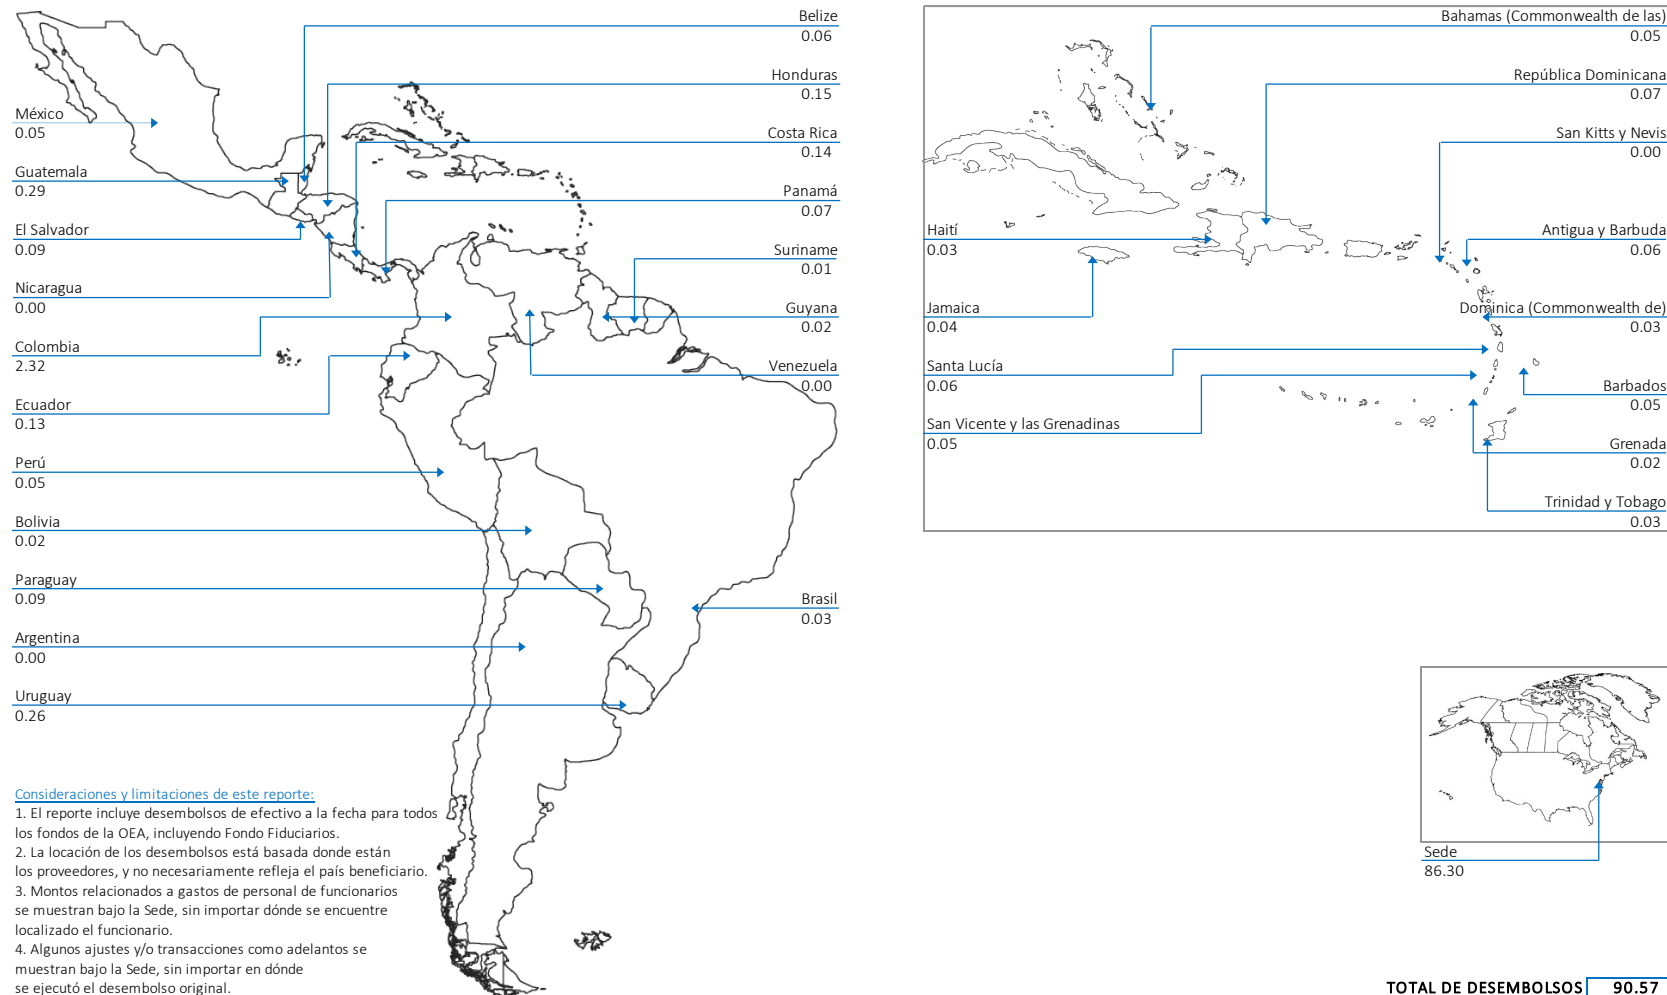 México
0.05
Guatemala
0.29
El Salvador
0.09
Nicaragua
0.00
Colombia
2.32
Ecuador
0.13
Perú
0.05
Bolivia
0.02
Paraguay
0.09
Argentina
0.00
Uruguay
0.26
Belize
0.06
Honduras
0.15
Costa Rica
0.14
Panamá
0.07
Suriname
0.01
Guyana
0.02
Venezuela
0.00
Brasil
0.03
Consideraciones y limitaciones de este reporte:
1. El reporte incluye desembolsos de efectivo a la fecha para todos
los fondos de la OEA, incluyendo Fondo Fiduciarios.
2. La locación de los desembolsos está basada donde están
los proveedores, y no necesariamente refleja el país beneficiario.
3. Montos relacionados a gastos de personal de funcionarios
se muestran bajo la Sede, sin importar dónde se encuentre
localizado el funcionario.
4. Algunos ajustes y/o transacciones como adelantos se
muestran bajo la Sede, sin importar en dónde
se ejecutó el desembolso original.
Haití
0.03
Jamaica
0.04
Santa Lucía
0.06
San Vicente y las Grenadinas
0.05
Bahamas (Commonwealth de las)
0.05
República Dominicana
0.07
San Kitts y Nevis
0.00
Antigua y Barbuda
0.06
Dominica (Commonwealth de)
0.03
Barbados
0.05
Grenada
0.02
Trinidad y Tobago
0.03
Sede
86.30
TOTAL DE DESEMBOLSOS 90.57